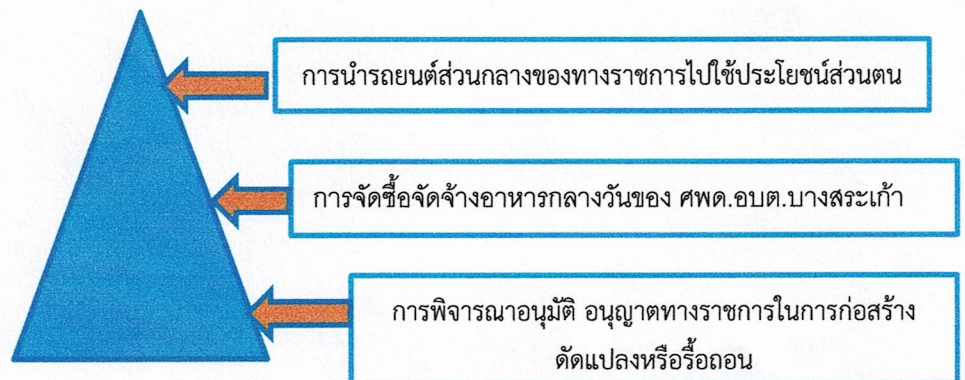 การนำรถยนต์ส่วนกลางของทางราชการไปใช้ประโยชน์ส่วนตน
การจัดซื้อจัดจ้างอาหารกลางวันของ ศพด.อบต.บางสระเก้า
การพิจารณาอนุมัติ อนุญาตทางราชการในการก่อสร้าง
ดัดแปลงหรือรื้อถอน